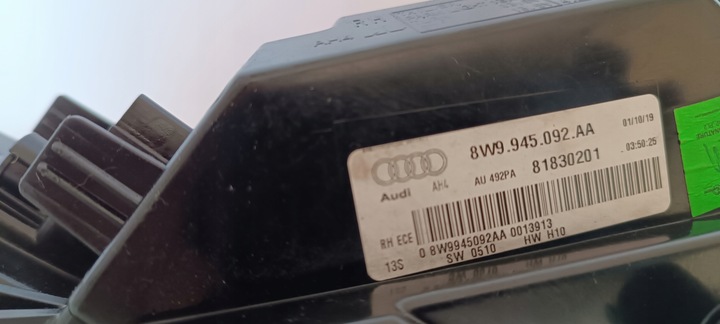 RH
8W9.945.092.AA
01/10/19
Audi
AH4
AU 492PA
81830201
03:50:25
RH ECE
0 8W9945092AA 0013913
13S
SW 0510
HW H10